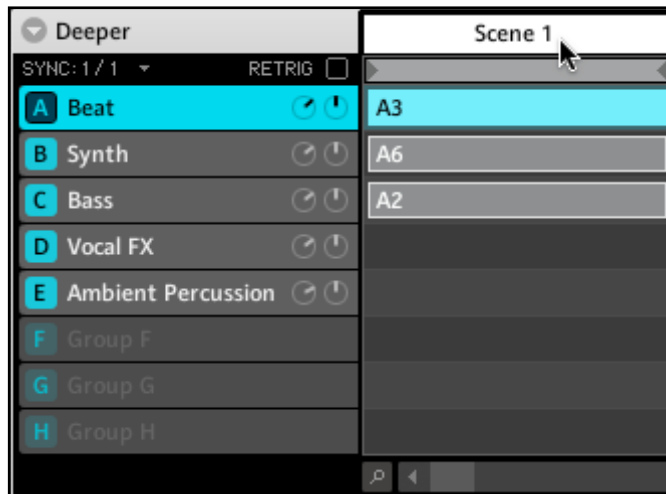 Deeper
Scene 1
SYNC: 1 / 1
RETRIG
A Beat
A3
B Synth
A6
C Bass
A2
D Vocal FX
E Ambient Percussion
F Group F
G Group G
H Group H